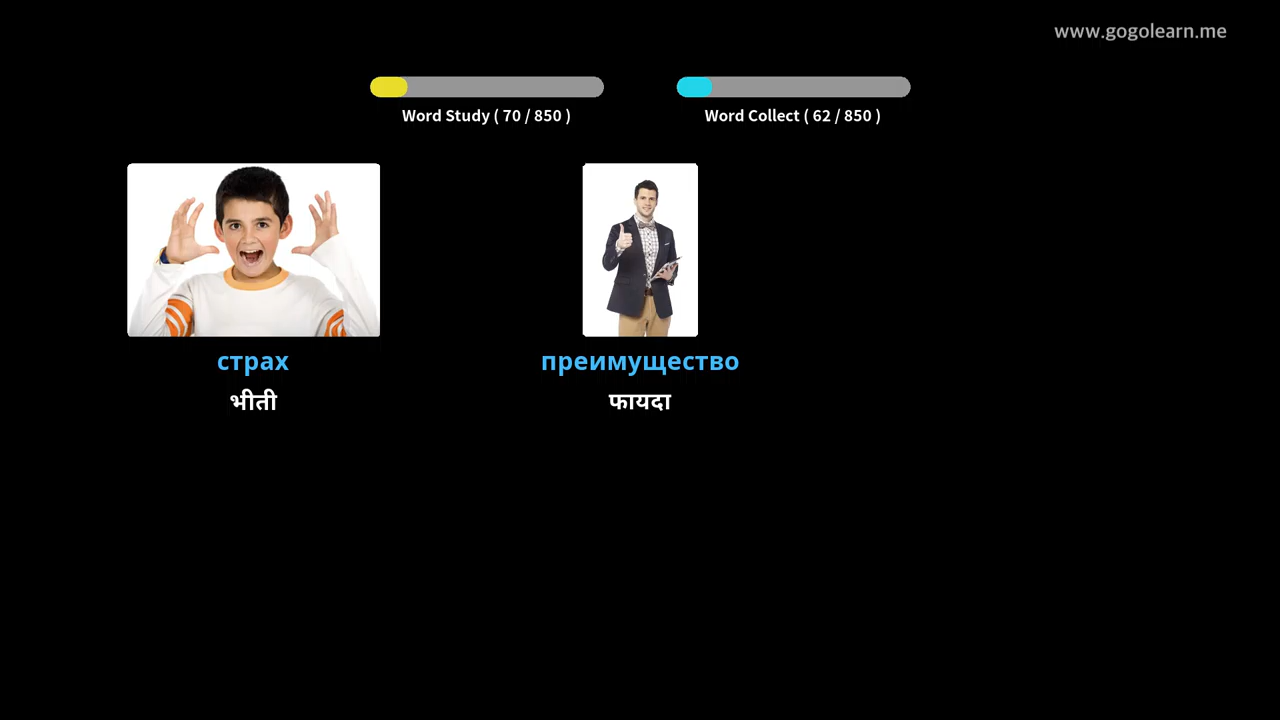 www.gogolearn.me
Word Study ( 70 / 850 )
Word Collect ( 62 / 850 )
страх
भीती
преимущество
फायदा